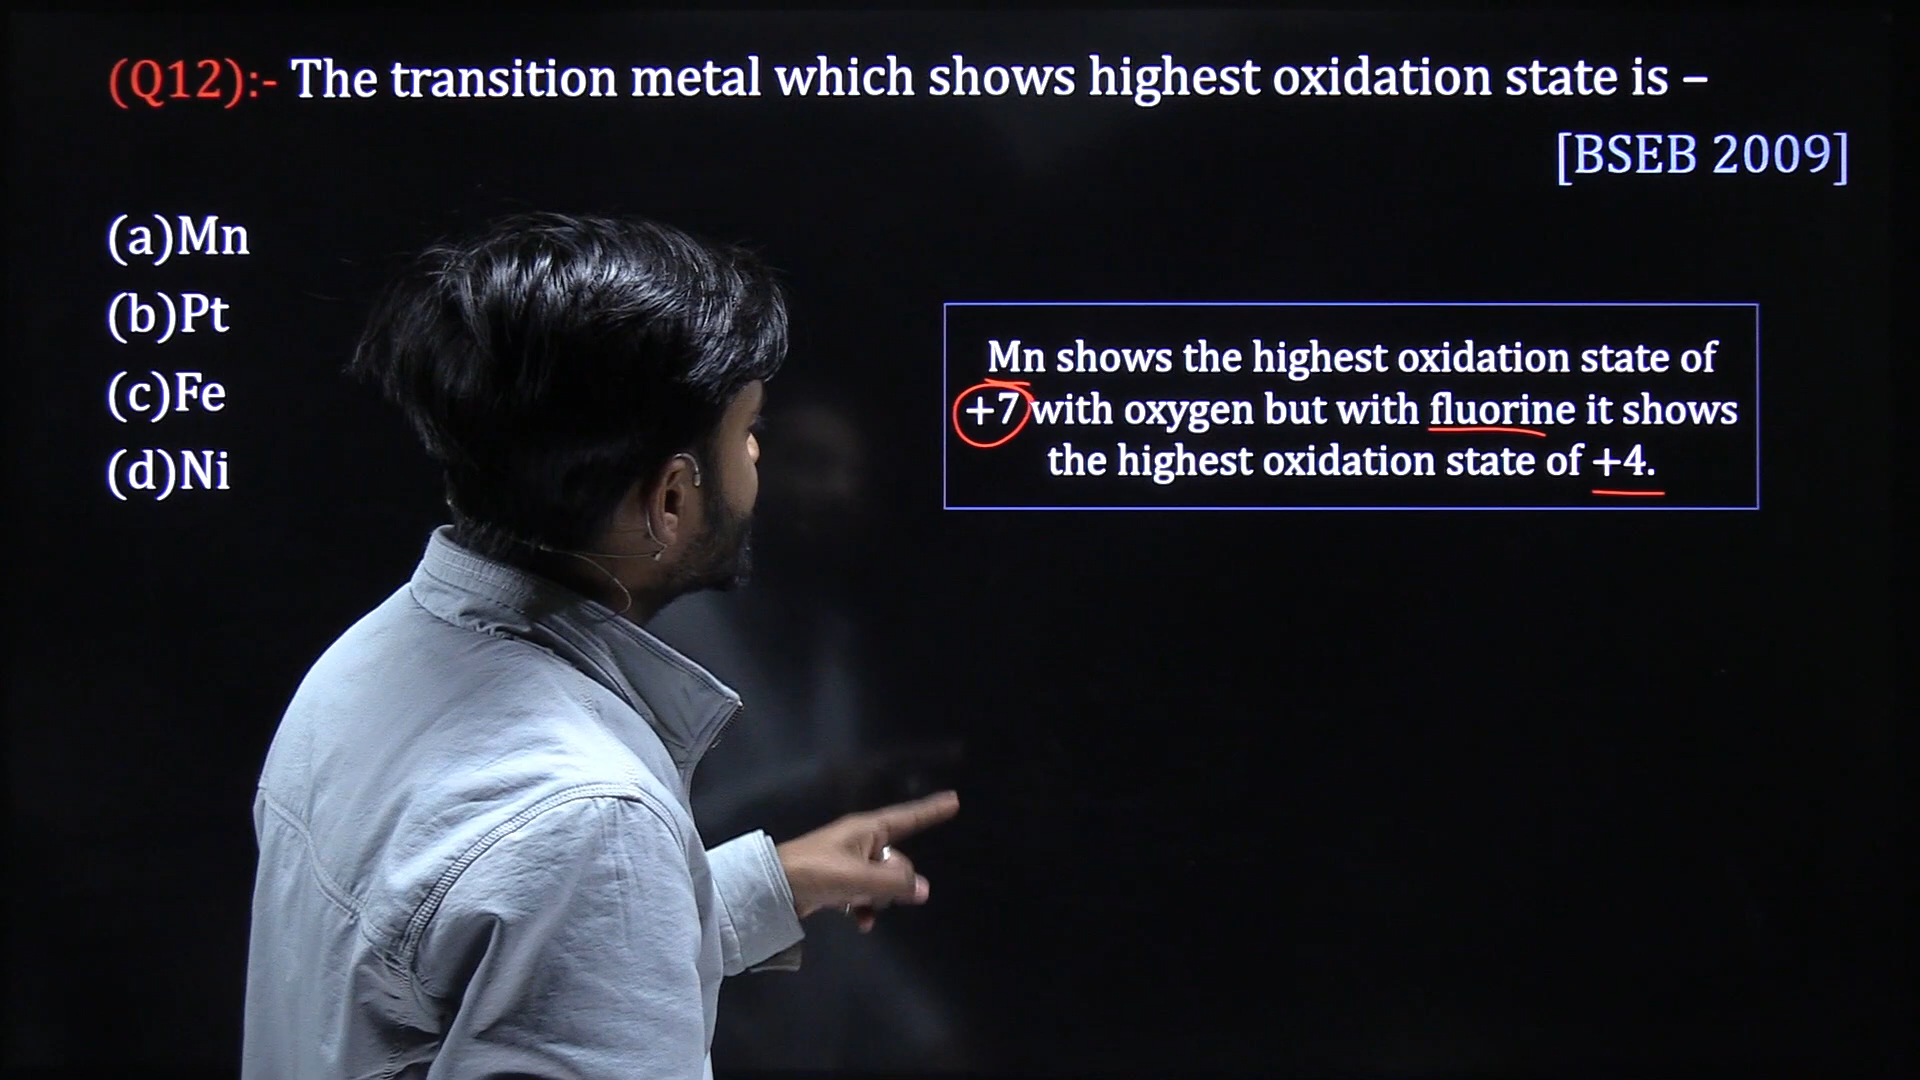 (Q12):- The transition metal which shows highest oxidation state is –
[BSEB 2009]
(a)Mn
(b)Pt
(c)Fe
(d)Ni
Mn shows the highest oxidation state of
+7 with oxygen but with fluorine it shows
the highest oxidation state of +4.